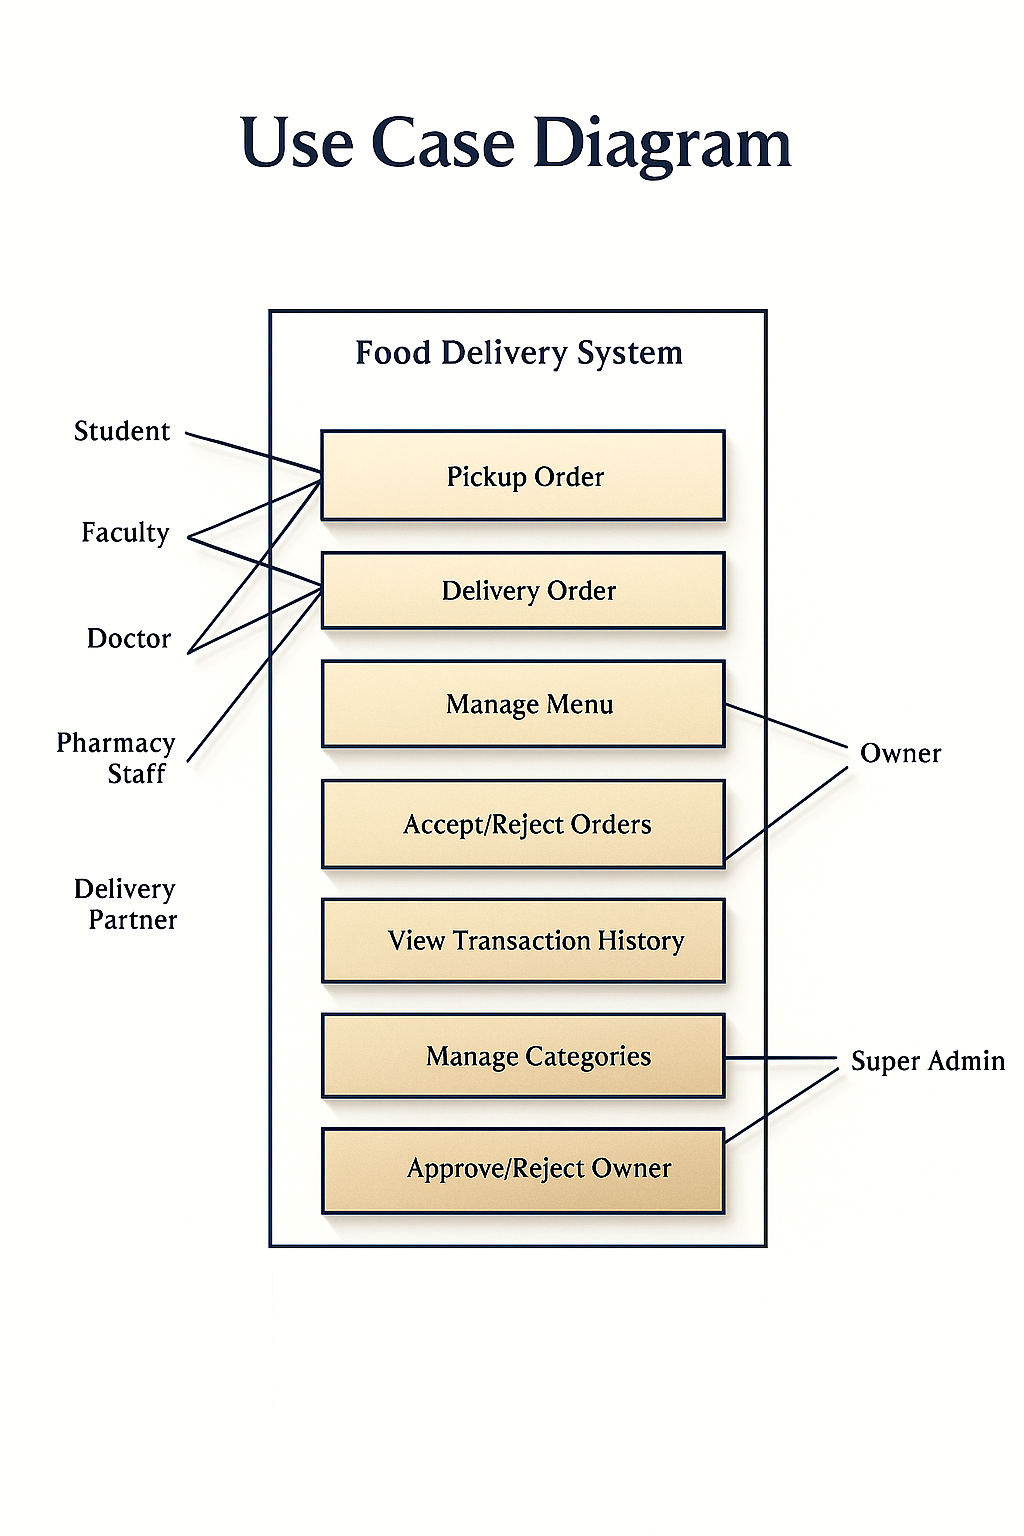 Use Case Diagram
Food Delivery System
Student
Pickup Order
Faculty
Delivery Order
Doctor
Manage Menu
Pharmacy
Staff
Owner
Accept/Reject Orders
Delivery
Partner
View Transaction History
Manage Categories
Super Admin
Approve/Reject Owner